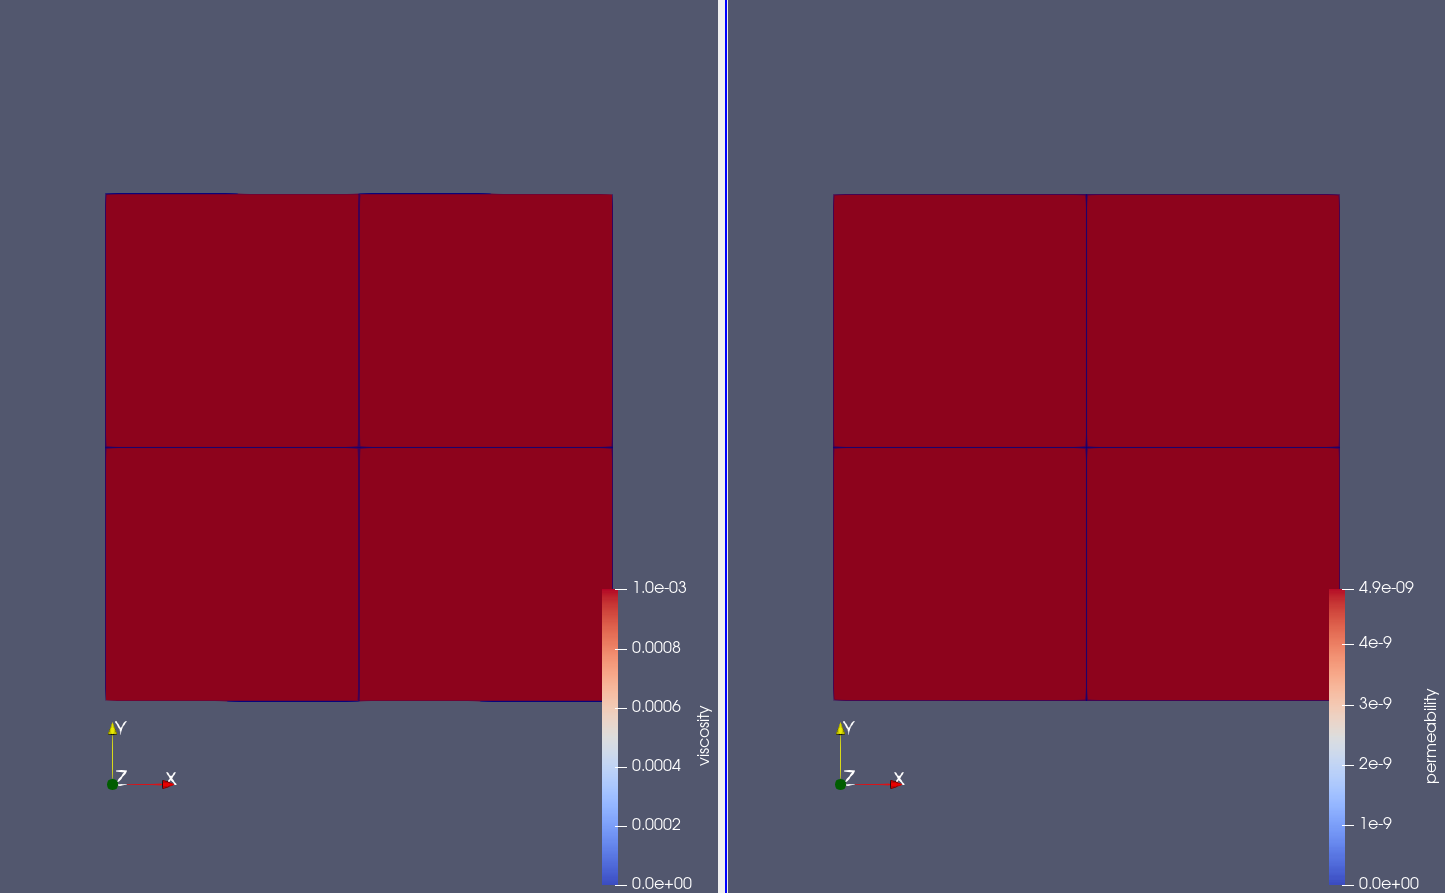 1.0e-03
0.0008
0.0006
0.0004
0.0002
0.0e+00
viscosity
Y
Z
X
4.9e-09
4e-9
3e-9
2e-9
1e-9
0.0e+00
permeability
Y
Z
X